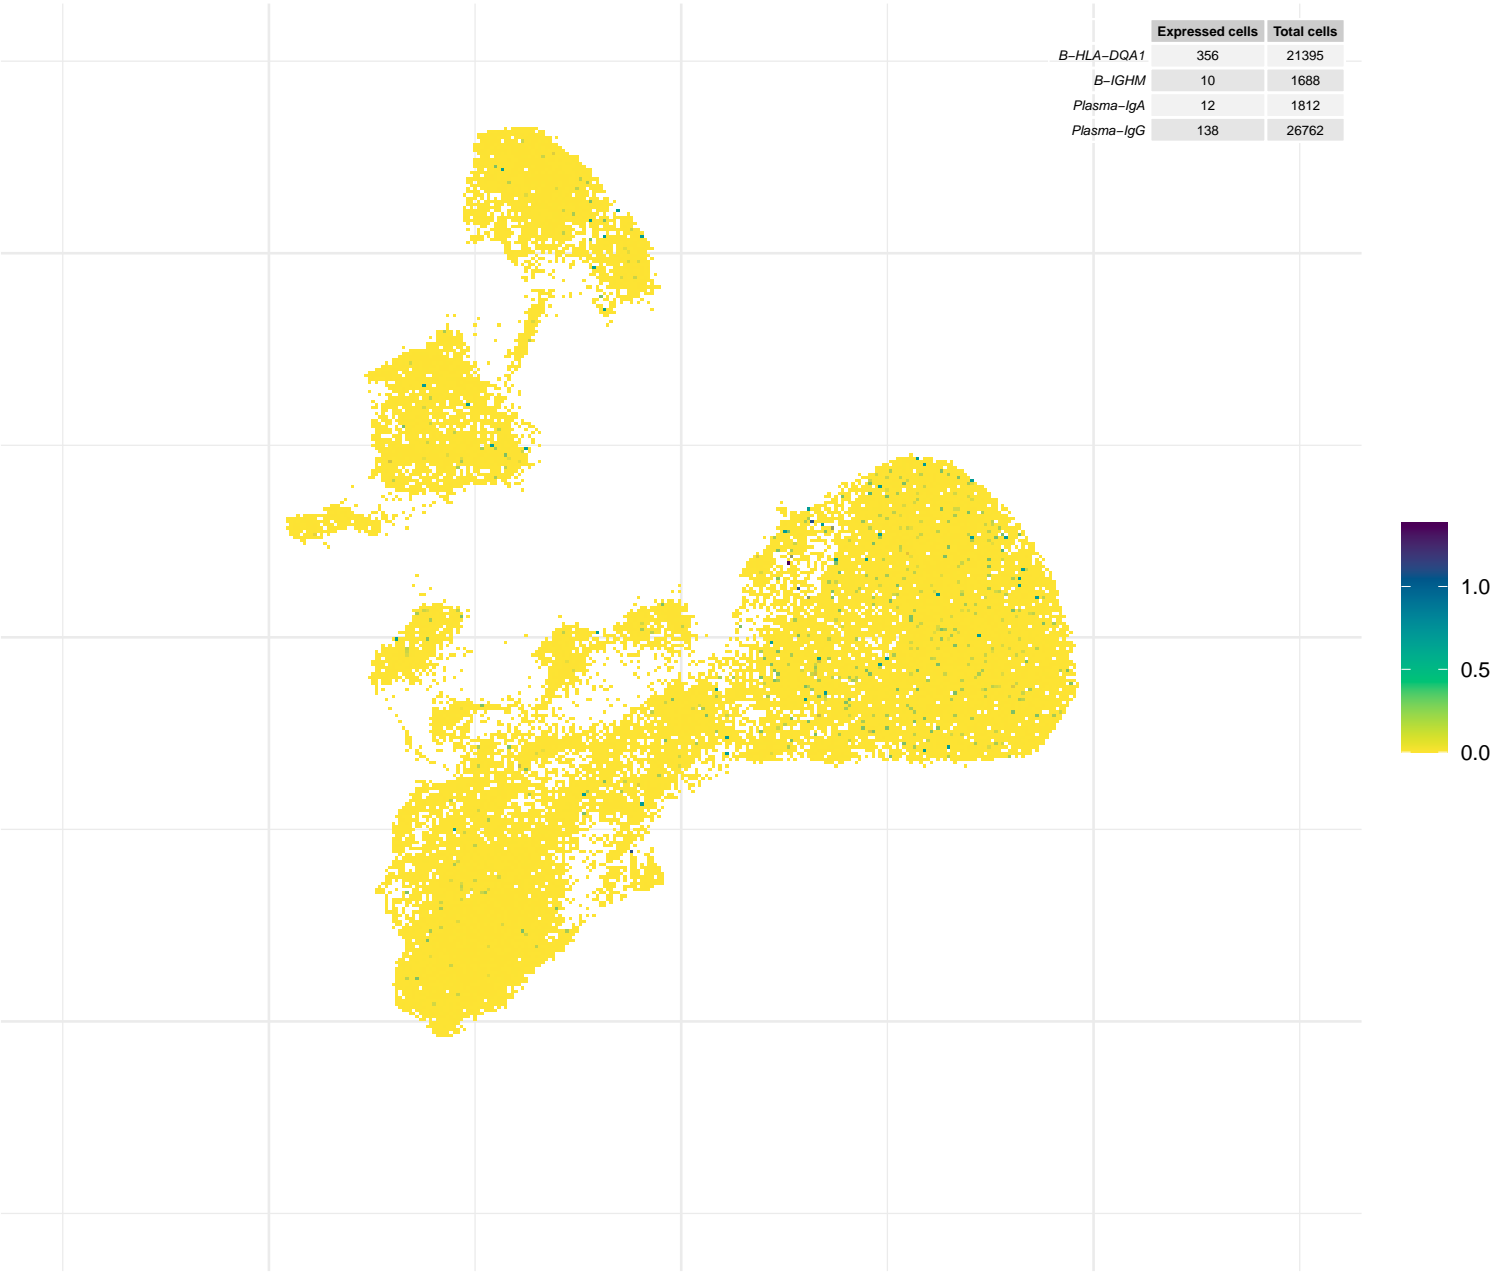 Expressed cells Total cells
B−HLA−DQA1 356 21395
B−IGHM 10 1688
Plasma−IgA 12 1812
Plasma−IgG 138 26762
1.0
0.5
0.0